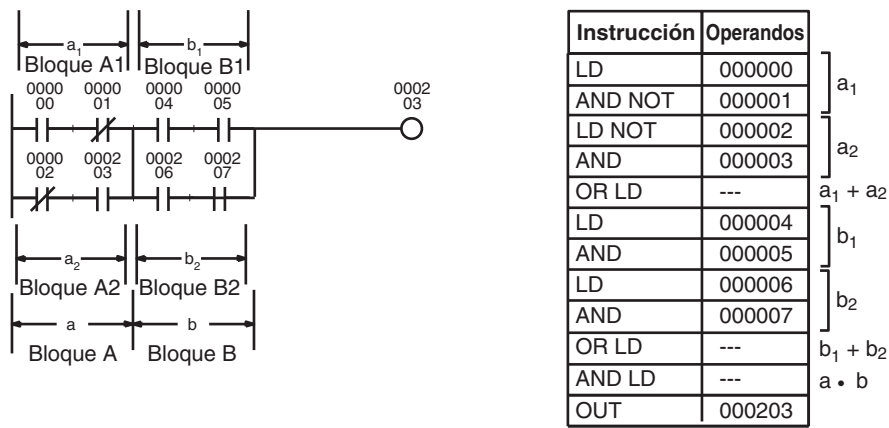 a1 b1
Bloque A1 Bloque B1
0000 0000 0000 0000 0002
00 01 04 05 03
0000 0002 0002 0002
02 03 06 07
a2 b2
Bloque A2 Bloque B2
a b
Bloque A Bloque B
Instrucción Operandos
LD 000000
a1
AND NOT 000001
LD NOT 000002
a2
AND 000003
OR LD --- a1 + a2
LD 000004
b1
AND 000005
LD 000006
b2
AND 000007
OR LD --- b1 + b2
AND LD --- a • b
OUT 000203